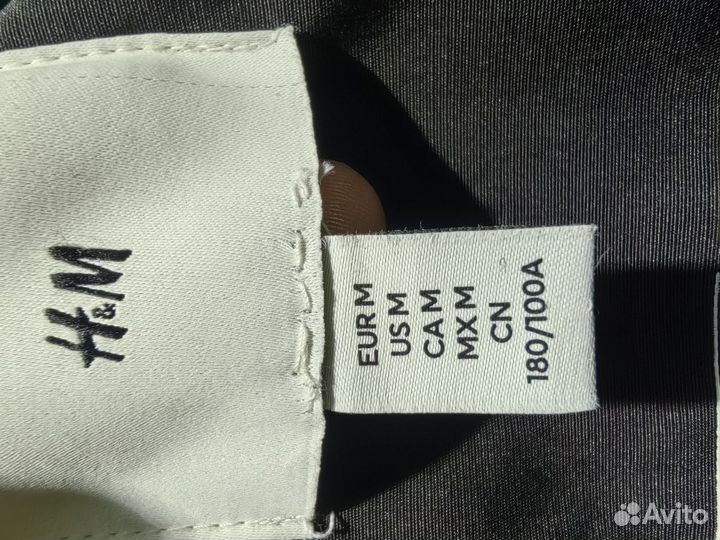 H&M
EUR M
US M
CA M
MX M
CN
180/100A
Avito